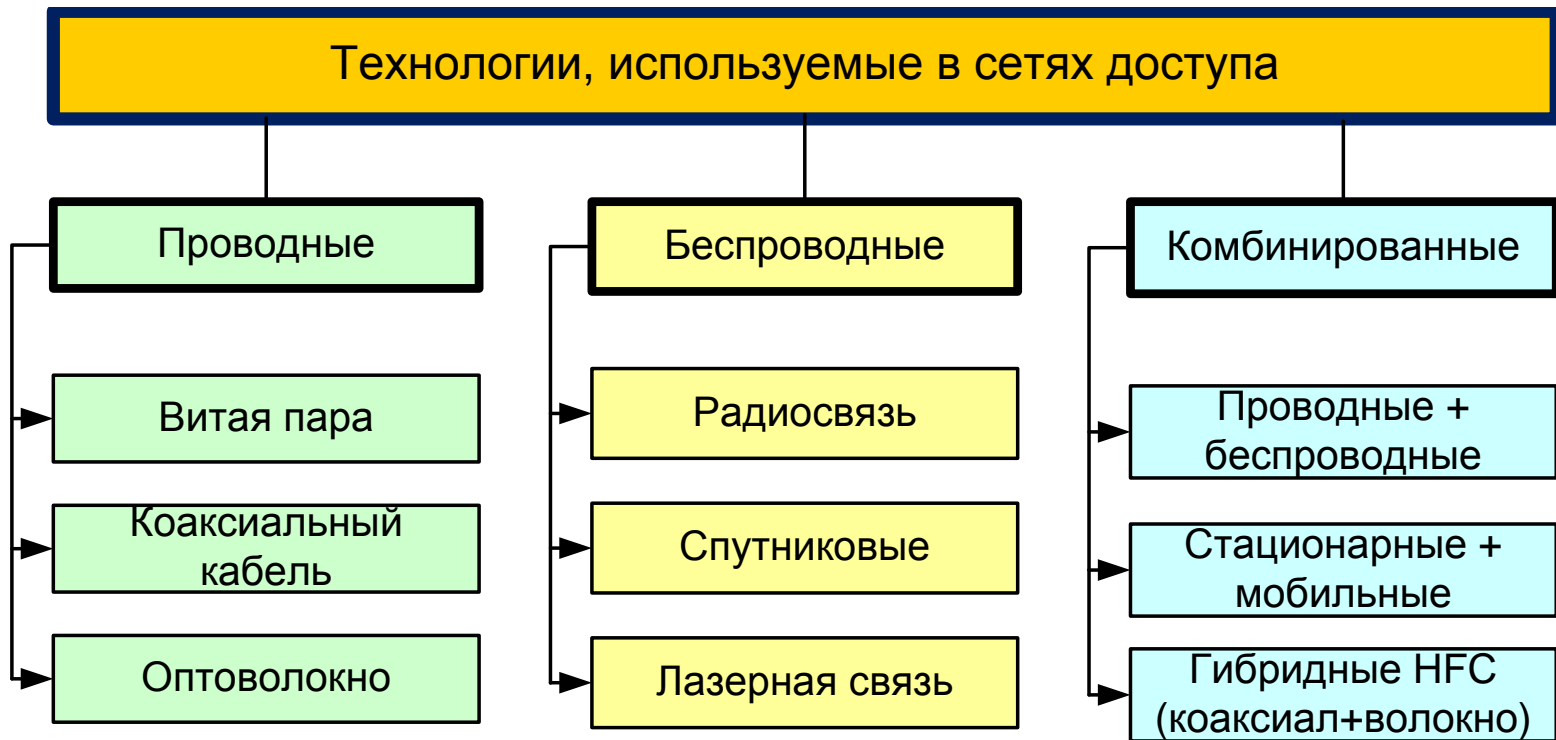 Технологии, используемые в сетях доступа
Проводные
Витая пара
Коаксиальный
кабель
Оптоволокно
Беспроводные
Радиосвязь
Спутниковые
Лазерная связь
Комбинированные
Проводные +
беспроводные
Стационарные +
мобильные
Гибридные HFC
(коаксиал+волокно)